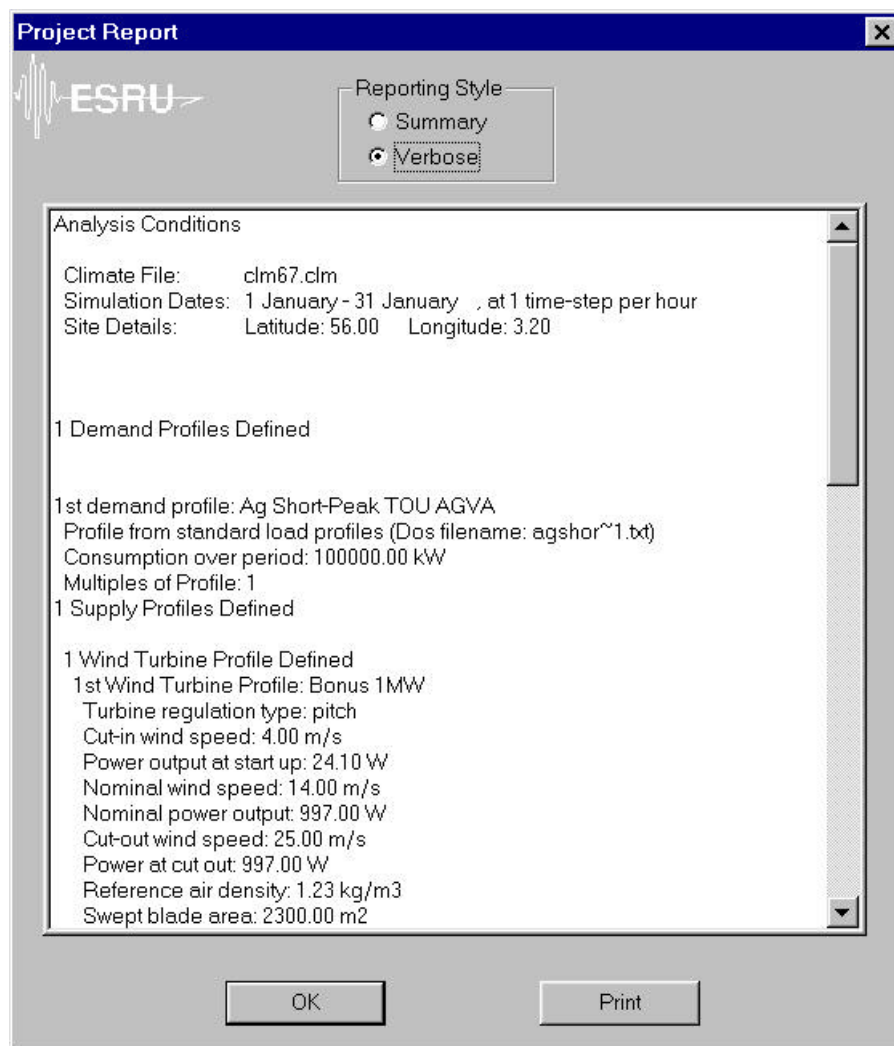 Project Report
ESRU
Reporting Style
Summary
Verbose
Analysis Conditions
Climate File: clm67.clm
Simulation Dates: 1 January - 31 January , at 1 time-step per hour
Site Details: Latitude: 56.00 Longitude: 3.20
1 Demand Profiles Defined
1st demand profile: Ag Short-Peak TOU AGVA
Profile from standard load profiles (Dos filename: agshor~1.txt)
Consumption over period: 100000.00 kW
Multiples of Profile: 1
1 Supply Profiles Defined
1 Wind Turbine Profile Defined
1st Wind Turbine Profile: Bonus 1MW
Turbine regulation type: pitch
Cut-in wind speed: 4.00 m/s
Power output at start up: 24.10 W
Nominal wind speed: 14.00 m/s
Nominal power output: 997.00 W
Cut-out wind speed: 25.00 m/s
Power at cut out: 997.00 W
Reference air density: 1.23 kg/m3
Swept blade area: 2300.00 m2
OK
Print